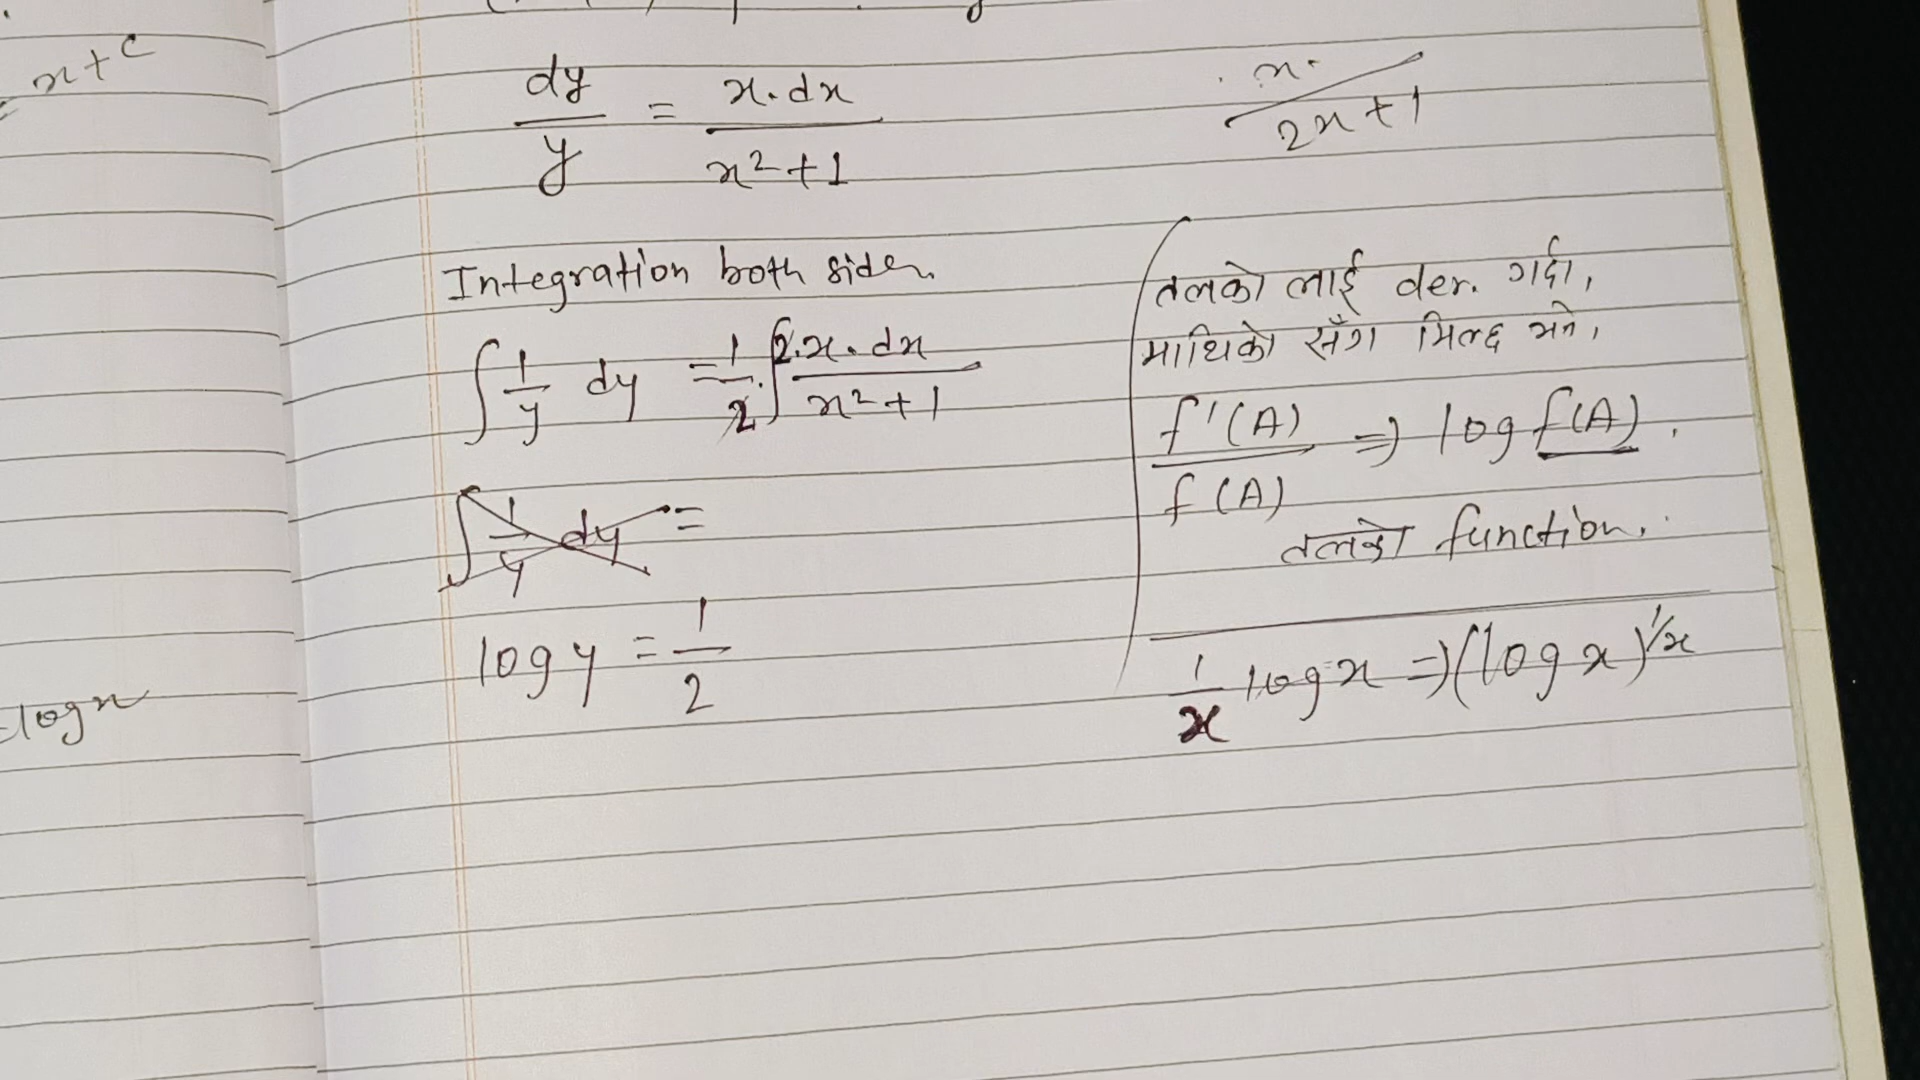 x+c
dy/y = x.dx/x²+1
x.
2x+1
Integration both sides.
∫1/y dy = 1/2.∫2.x.dx/x²+1
∫1/y dy =
log y = 1/2
log x
तलको लाई der. गर्दा,
माथिको सँग मिल्छ भने,
f'(A)/f(A) ⇒ log f(A).
तलको function.
1/x log x ⇒ (log x)^1/x